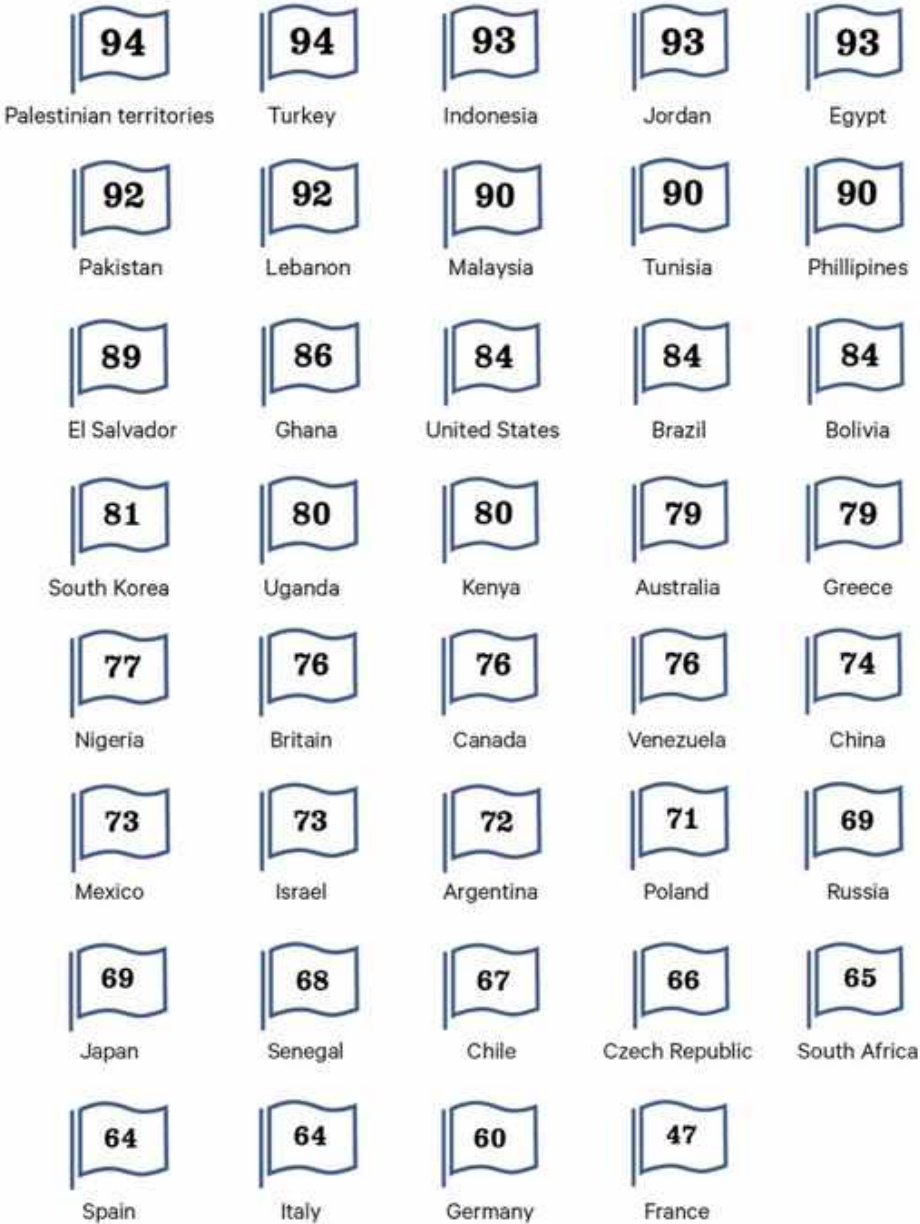 94 94 93 93 93
Palestinian territories Turkey Indonesia Jordan Egypt
92 92 90 90 90
Pakistan Lebanon Malaysia Tunisia Phillipines
89 86 84 84 84
El Salvador Ghana United States Brazil Bolivia
81 80 80 79 79
South Korea Uganda Kenya Australia Greece
77 76 76 76 74
Nigeria Britain Canada Venezuela China
73 73 72 71 69
Mexico Israel Argentina Poland Russia
69 68 67 66 65
Japan Senegal Chile Czech Republic South Africa
64 64 60 47
Spain Italy Germany France